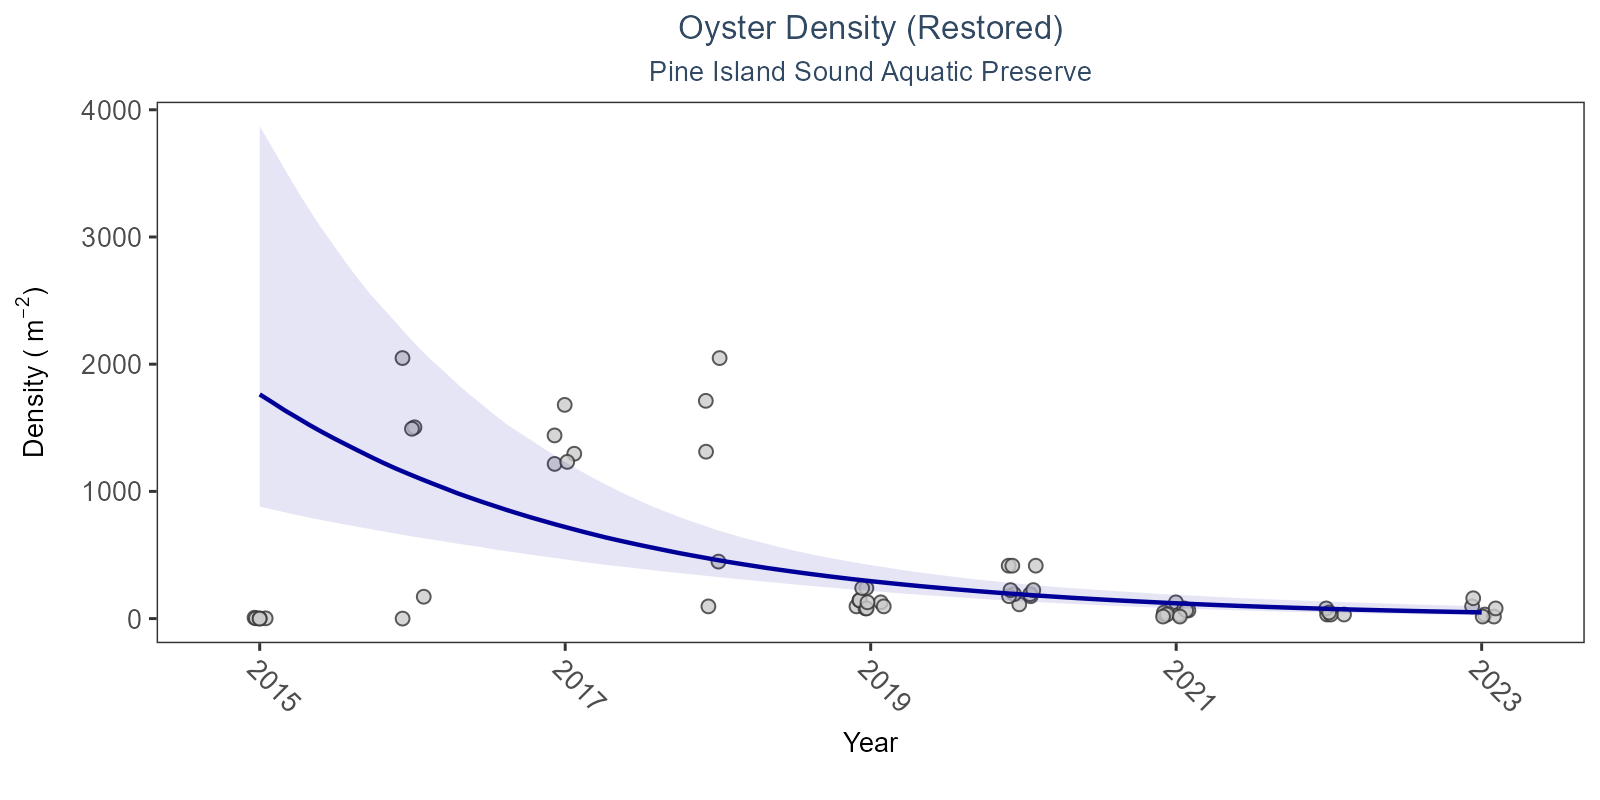 Oyster Density (Restored)
Pine Island Sound Aquatic Preserve
Density ( m⁻²)
4000
3000
2000
1000
0
2015
2017
2019
2021
2023
Year